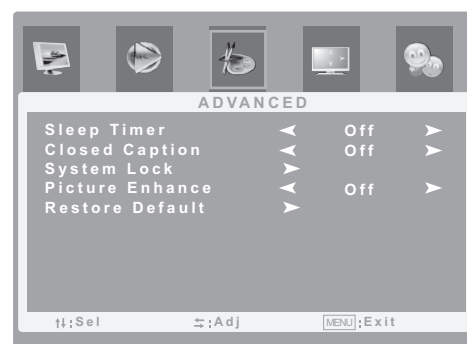 ADVANCED
Sleep Timer Off
Closed Caption Off
System Lock
Picture Enhance Off
Restore Default
↑↓:Sel ⇆:Adj MENU:Exit